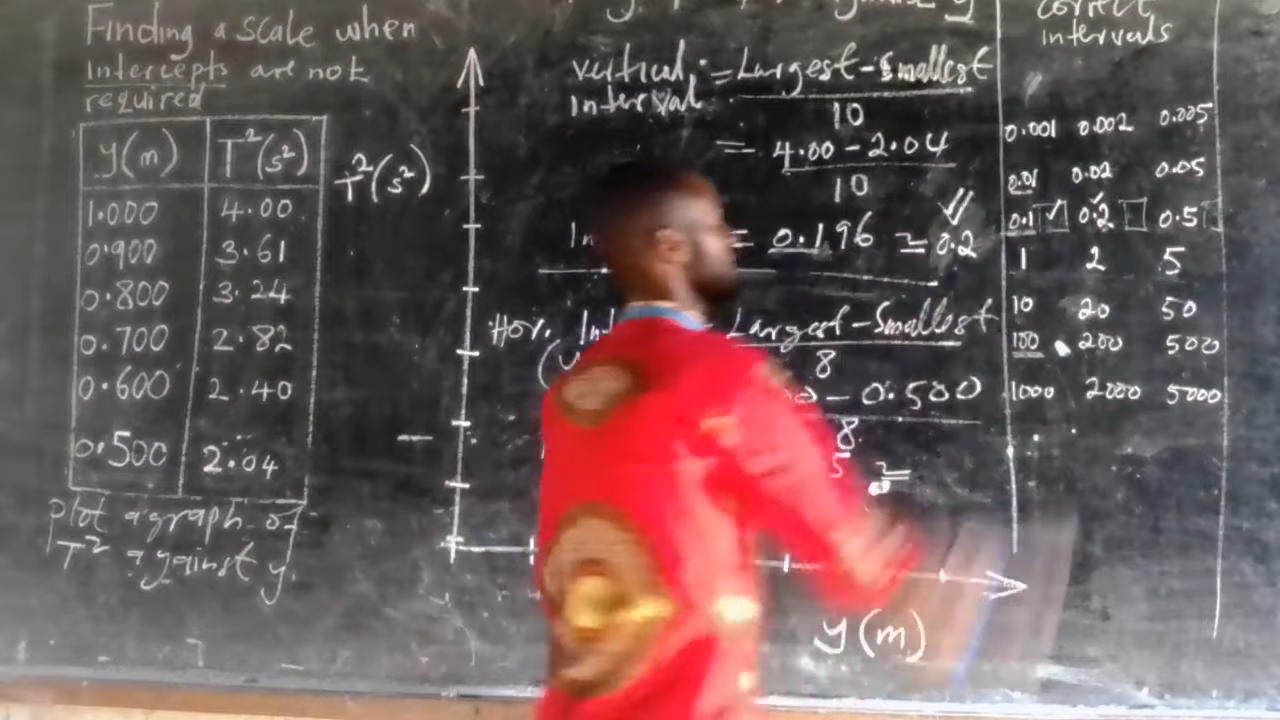 Finding a scale when
intercepts are not
required
y(m) T²(s²)
1.000 4.00
0.900 3.61
0.800 3.24
0.700 2.82
0.600 2.40
0.500 2.04
plot a graph of
T² against y.
T²(s²)
against y
vertical = Largest - Smallest
interval
10
= 4.00 - 2.04
10
= 0.196 ≃ 0.2
Hor. Largest - Smallest
8
- 0.500
8
5 ≃
y(m)
correct
intervals
0.001 0.002 0.005
0.01 0.02 0.05
0.1 ✓ 0.2 0.5
1 2 5
10 20 50
100 200 500
1000 2000 5000